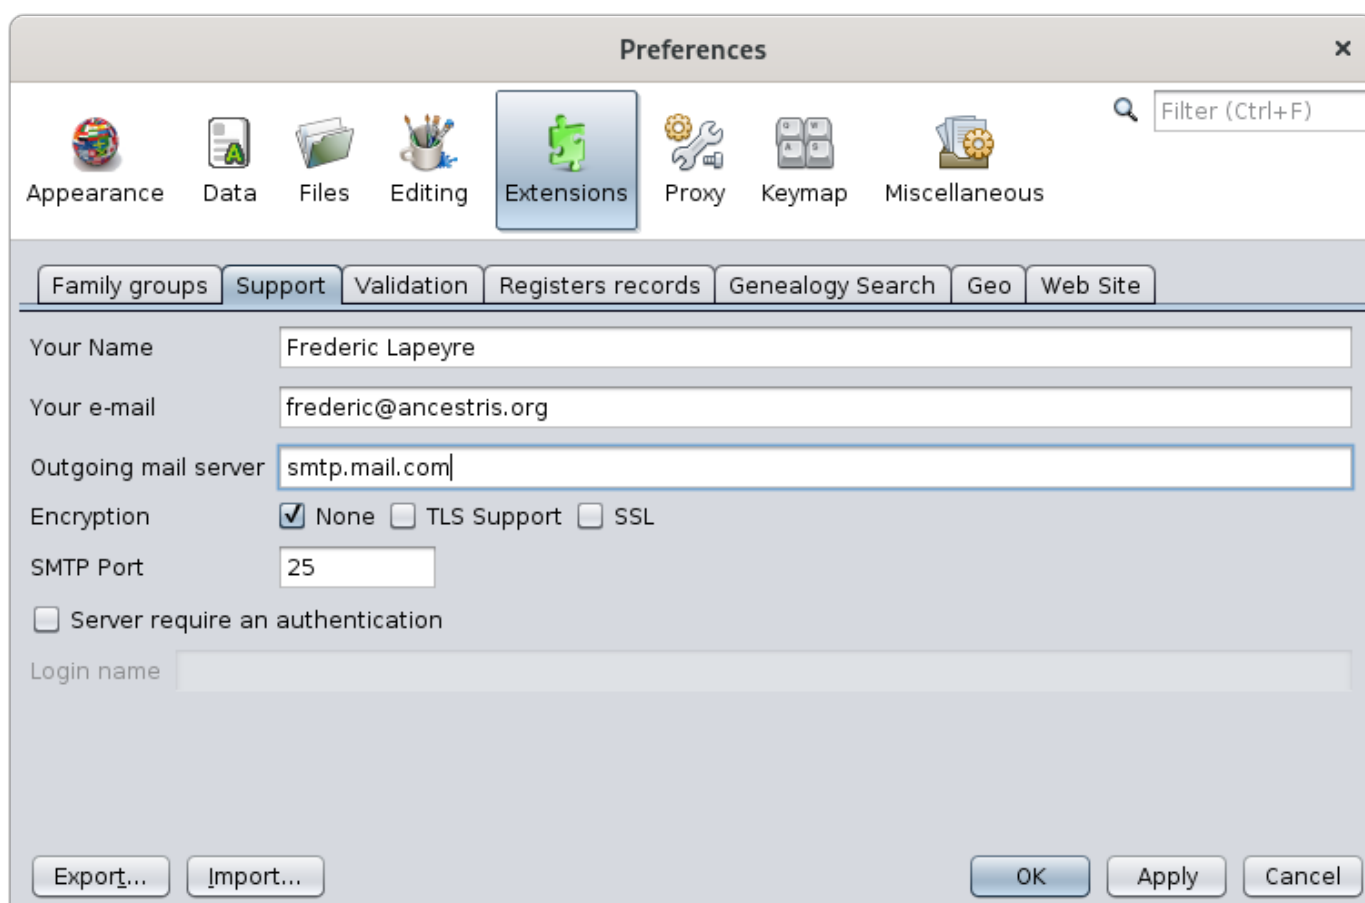 Preferences
Filter (Ctrl+F)
Appearance Data Files Editing Extensions Proxy Keymap Miscellaneous
Family groups Support Validation Registers records Genealogy Search Geo Web Site
Your Name Frederic Lapeyre
Your e-mail frederic@ancestris.org
Outgoing mail server smtp.mail.com
Encryption None TLS Support SSL
SMTP Port 25
Server require an authentication
Login name
Export... Import... OK Apply Cancel